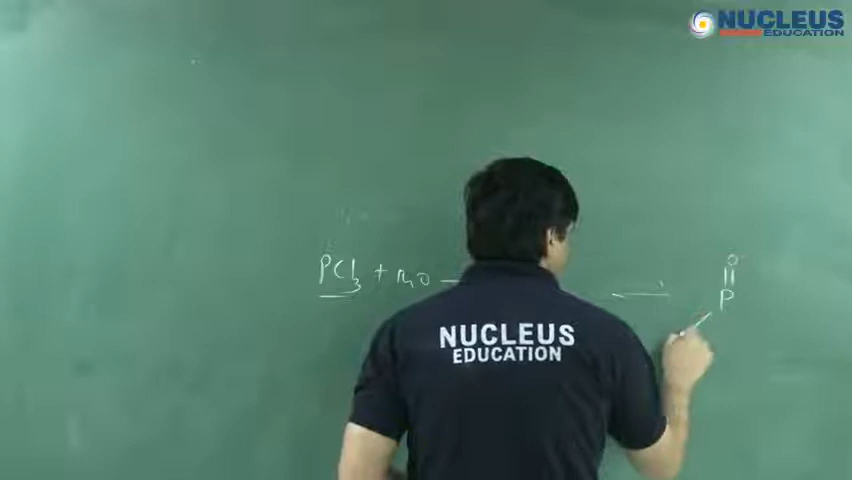 NUCLEUS
EDUCATION
O
PCl3 + H2O
P
NUCLEUS
EDUCATION